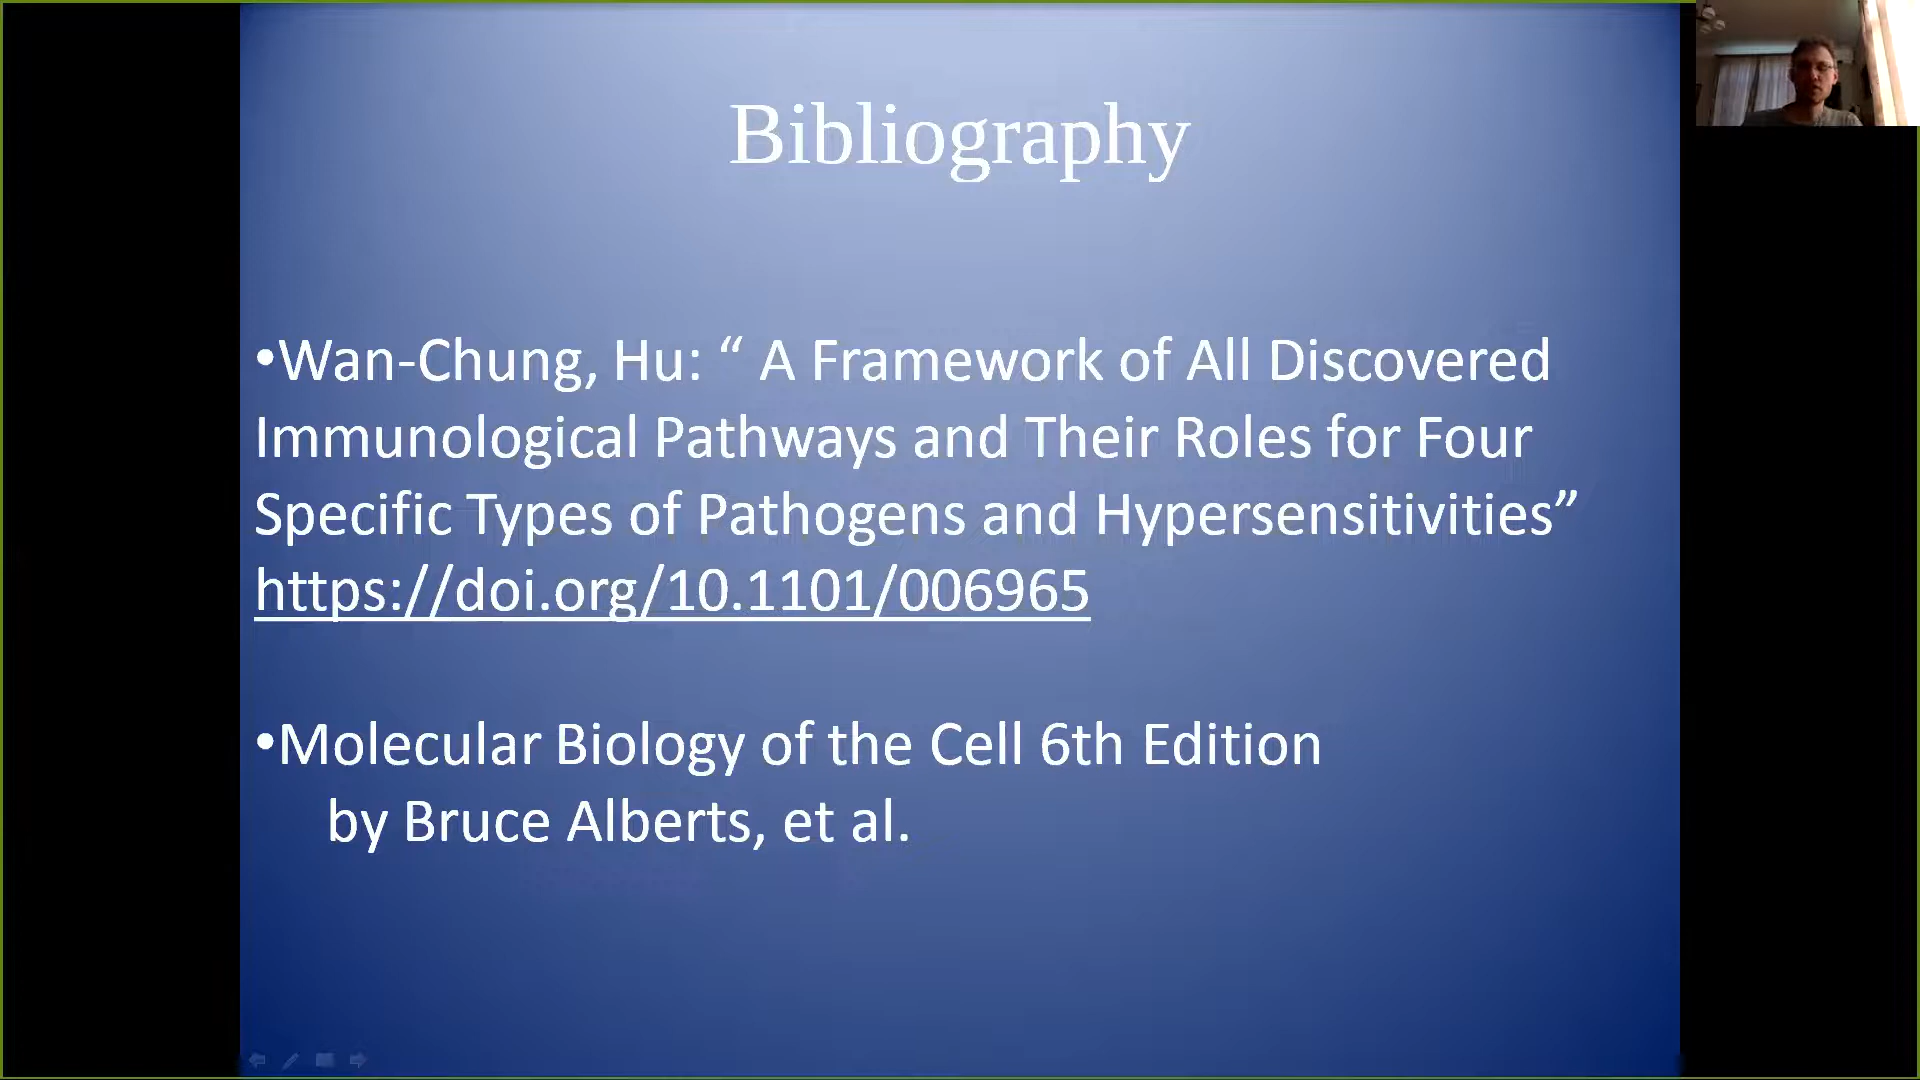 Bibliography
•Wan-Chung, Hu: “ A Framework of All Discovered
Immunological Pathways and Their Roles for Four
Specific Types of Pathogens and Hypersensitivities”
https://doi.org/10.1101/006965
•Molecular Biology of the Cell 6th Edition
by Bruce Alberts, et al.